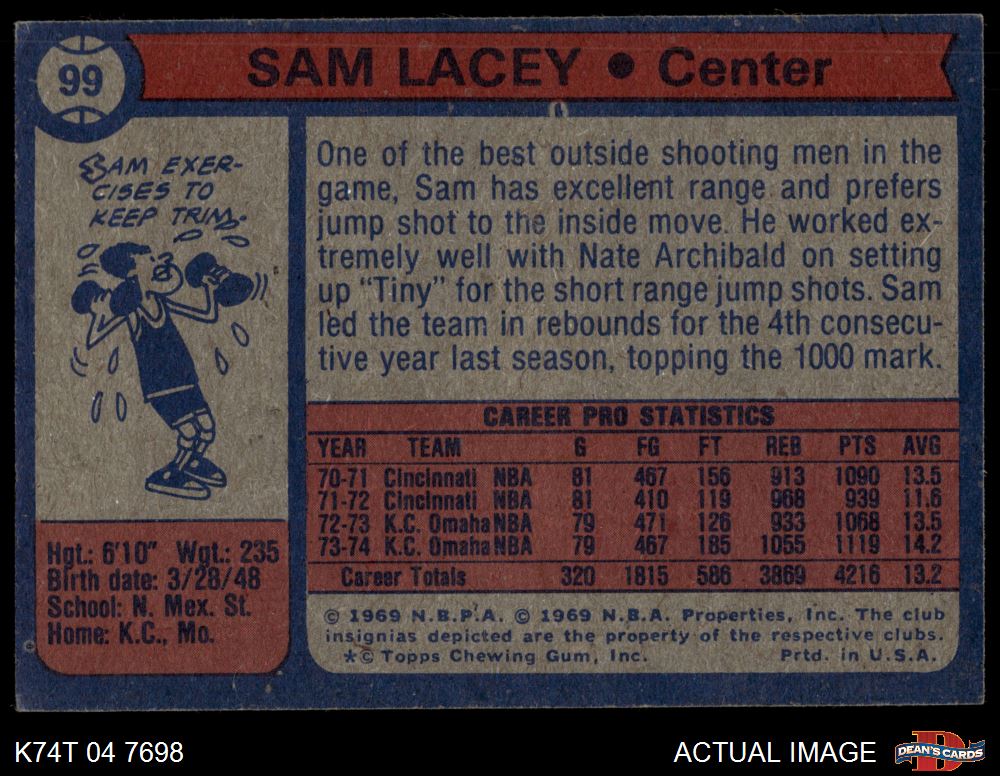 99
SAM LACEY ● Center
SAM EXER-
CISES TO
KEEP TRIM.
One of the best outside shooting men in the
game, Sam has excellent range and prefers
jump shot to the inside move. He worked ex-
tremely well with Nate Archibald on setting
up "Tiny" for the short range jump shots. Sam
led the team in rebounds for the 4th consecu-
tive year last season, topping the 1000 mark.
CAREER PRO STATISTICS
YEAR TEAM G FG FT REB PTS AVG
70-71 Cincinnati NBA 81 467 156 913 1090 13.5
71-72 Cincinnati NBA 81 410 119 968 939 11.6
72-73 K.C. Omaha NBA 79 471 126 933 1068 13.5
73-74 K.C. Omaha NBA 79 467 185 1055 1119 14.2
Career Totals 320 1815 586 3869 4216 13.2
Hgt.: 6'10" Wgt.: 235
Birth date: 3/28/48
School: N. Mex. St.
Home: K.C., Mo.
© 1969 N.B.P.A. © 1969 N.B.A. Properties, Inc. The club
insignias depicted are the property of the respective clubs.
*© Topps Chewing Gum, Inc. Prtd. in U.S.A.
K74T 04 7698
ACTUAL IMAGE
D
DEAN'S CARDS